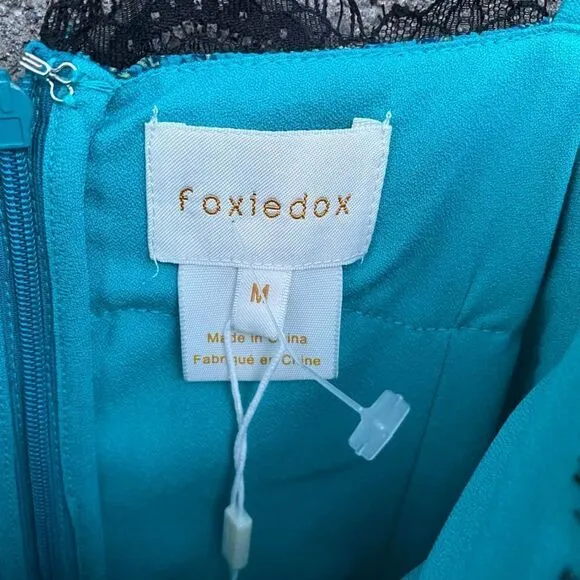 foxiedox
M
Made in China
Fabriqué en Chine